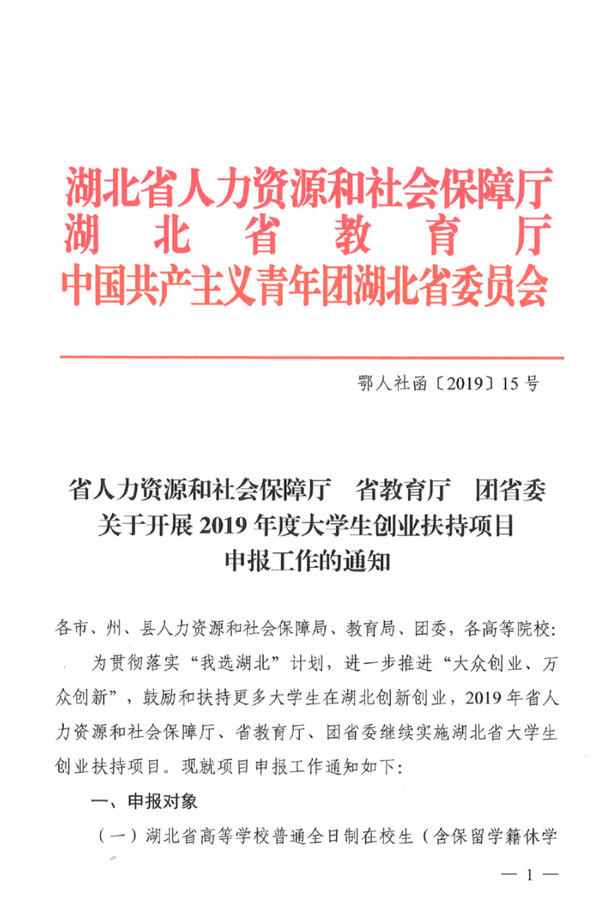 湖北省人力资源和社会保障厅
湖北省教育厅
中国共产主义青年团湖北省委员会
鄂人社函〔2019〕15号
省人力资源和社会保障厅 省教育厅 团省委
关于开展2019年度大学生创业扶持项目
申报工作的通知
各市、州、县人力资源和社会保障局、教育局、团委,各高等院校:
为贯彻落实“我选湖北”计划,进一步推进“大众创业、万
众创新”,鼓励和扶持更多大学生在湖北创新创业,2019年省人
力资源和社会保障厅、省教育厅、团省委继续实施湖北省大学生
创业扶持项目。现就项目申报工作通知如下:
一、申报对象
(一)湖北省高等学校普通全日制在校生(含保留学籍休学
— 1 —